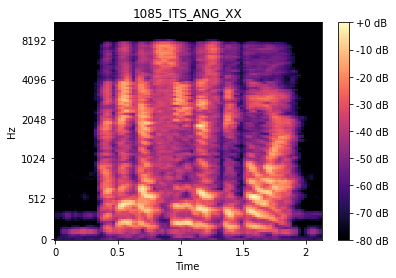 1085_ITS_ANG_XX
8192
4096
2048
1024
512
0
Hz
0
0.5
1
1.5
2
Time
+0 dB
-10 dB
-20 dB
-30 dB
-40 dB
-50 dB
-60 dB
-70 dB
-80 dB